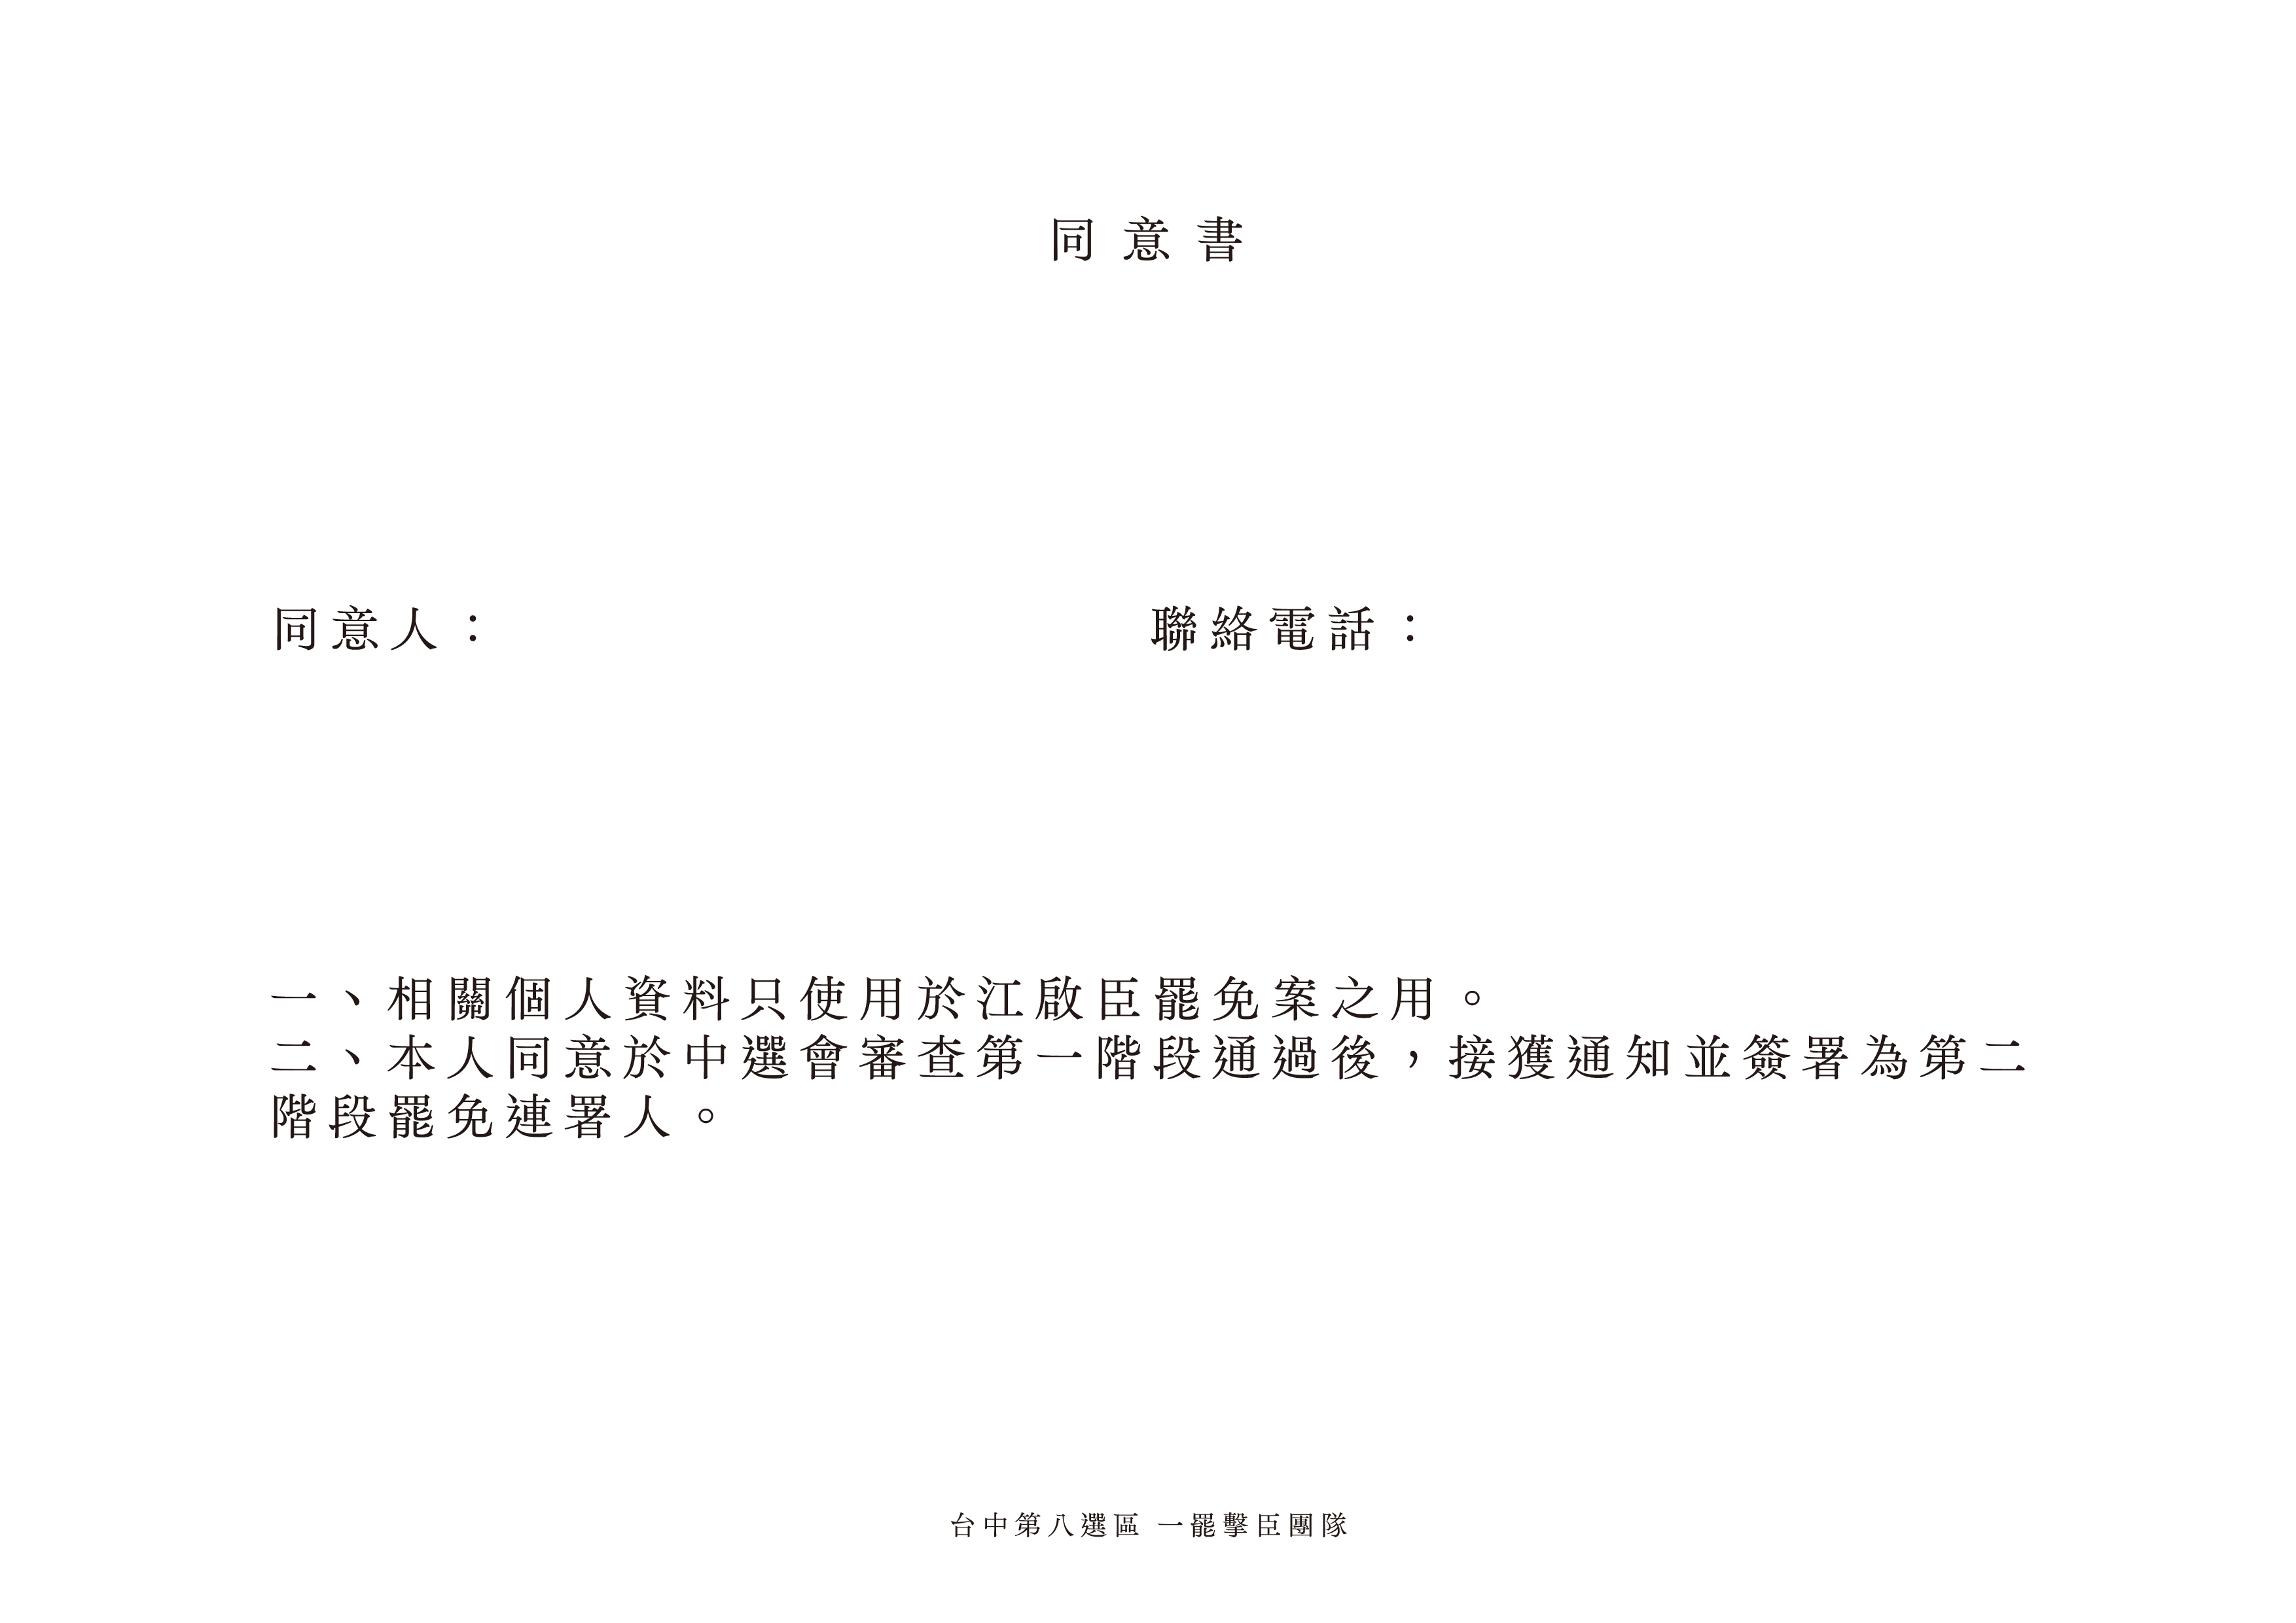 同意書
同意人： 聯絡電話：
一、相關個人資料只使用於江啟臣罷免案之用。
二、本人同意於中選會審查第一階段通過後，接獲通知並簽署為第二
階段罷免連署人。
台中第八選區 一罷擊臣團隊